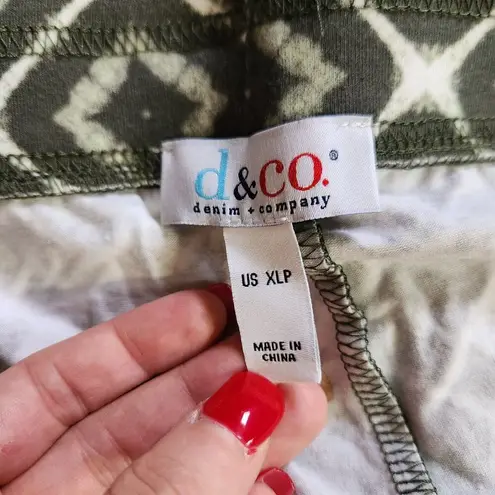 d&co.®
denim + company
US XLP
MADE IN
CHINA